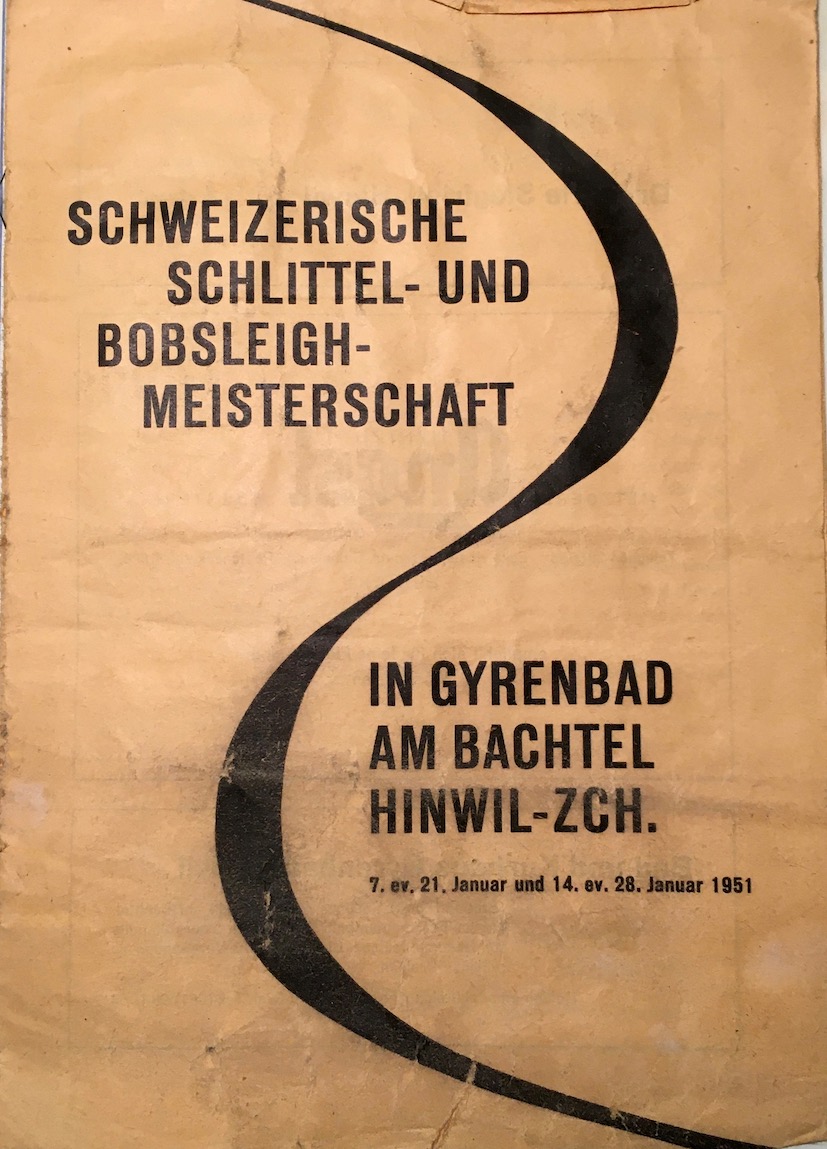 SCHWEIZERISCHE
SCHLITTEL- UND
BOBSLEIGH-
MEISTERSCHAFT
IN GYRENBAD
AM BACHTEL
HINWIL-ZCH.
7. ev. 21. Januar und 14. ev. 28. Januar 1951